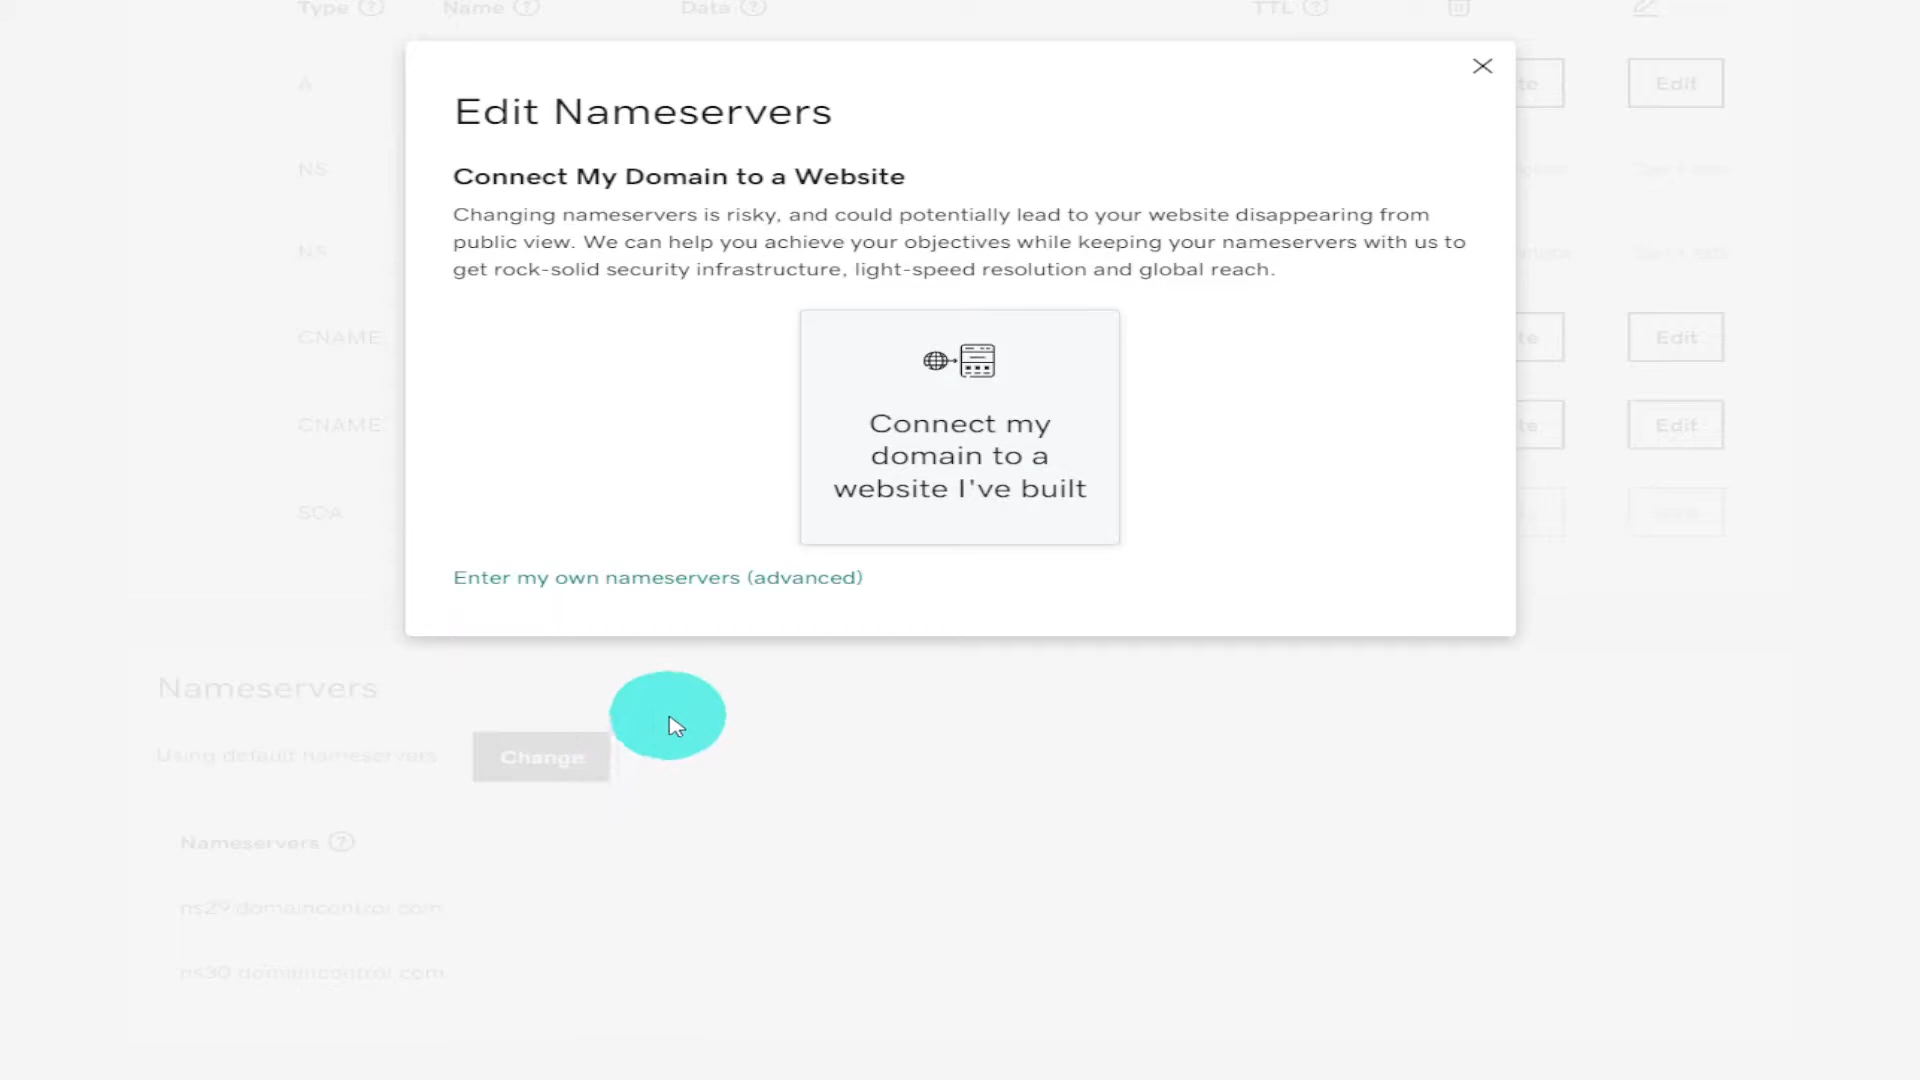 Type Name Data TTL
Edit Nameservers
A Edit
Connect My Domain to a Website
NS
Changing nameservers is risky, and could potentially lead to your website disappearing from
public view. We can help you achieve your objectives while keeping your nameservers with us to
get rock-solid security infrastructure, light-speed resolution and global reach.
NS
CNAME te Edit
Connect my
domain to a
website I've built
CNAME te Edit
SOA
Enter my own nameservers (advanced)
Nameservers
Using default nameservers Change
Nameservers
ns29.domaincontrol.com
ns30.domaincontrol.com